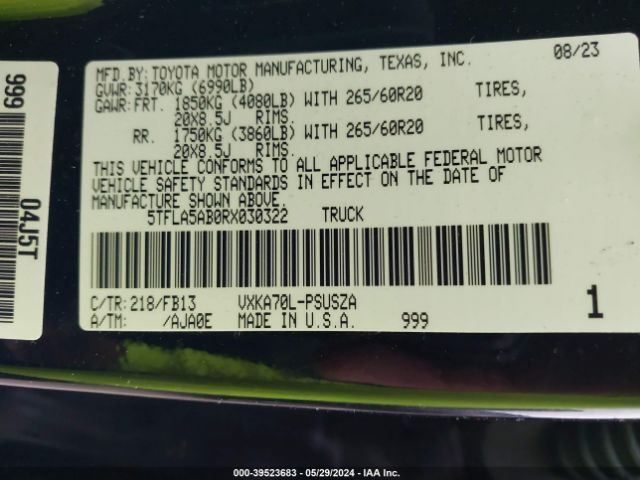 MFD. BY: TOYOTA MOTOR MANUFACTURING, TEXAS, INC. 08/23
GVWR: 3170KG (6990LB)
GAWR: FRT. 1850KG (4080LB) WITH 265/60R20 TIRES,
20X8.5J RIMS.
RR. 1750KG (3860LB) WITH 265/60R20 TIRES,
20X8.5J RIMS.
THIS VEHICLE CONFORMS TO ALL APPLICABLE FEDERAL MOTOR
VEHICLE SAFETY STANDARDS IN EFFECT ON THE DATE OF
MANUFACTURE SHOWN ABOVE.
5TFLA5AB0RX030322 TRUCK
C/TR: 218/FB13 VXKA70L-PSUSZA
A/TM: /AJA0E MADE IN U.S.A. 999 1
999
04J5T
000-39523683 - 05/29/2024 - IAA Inc.